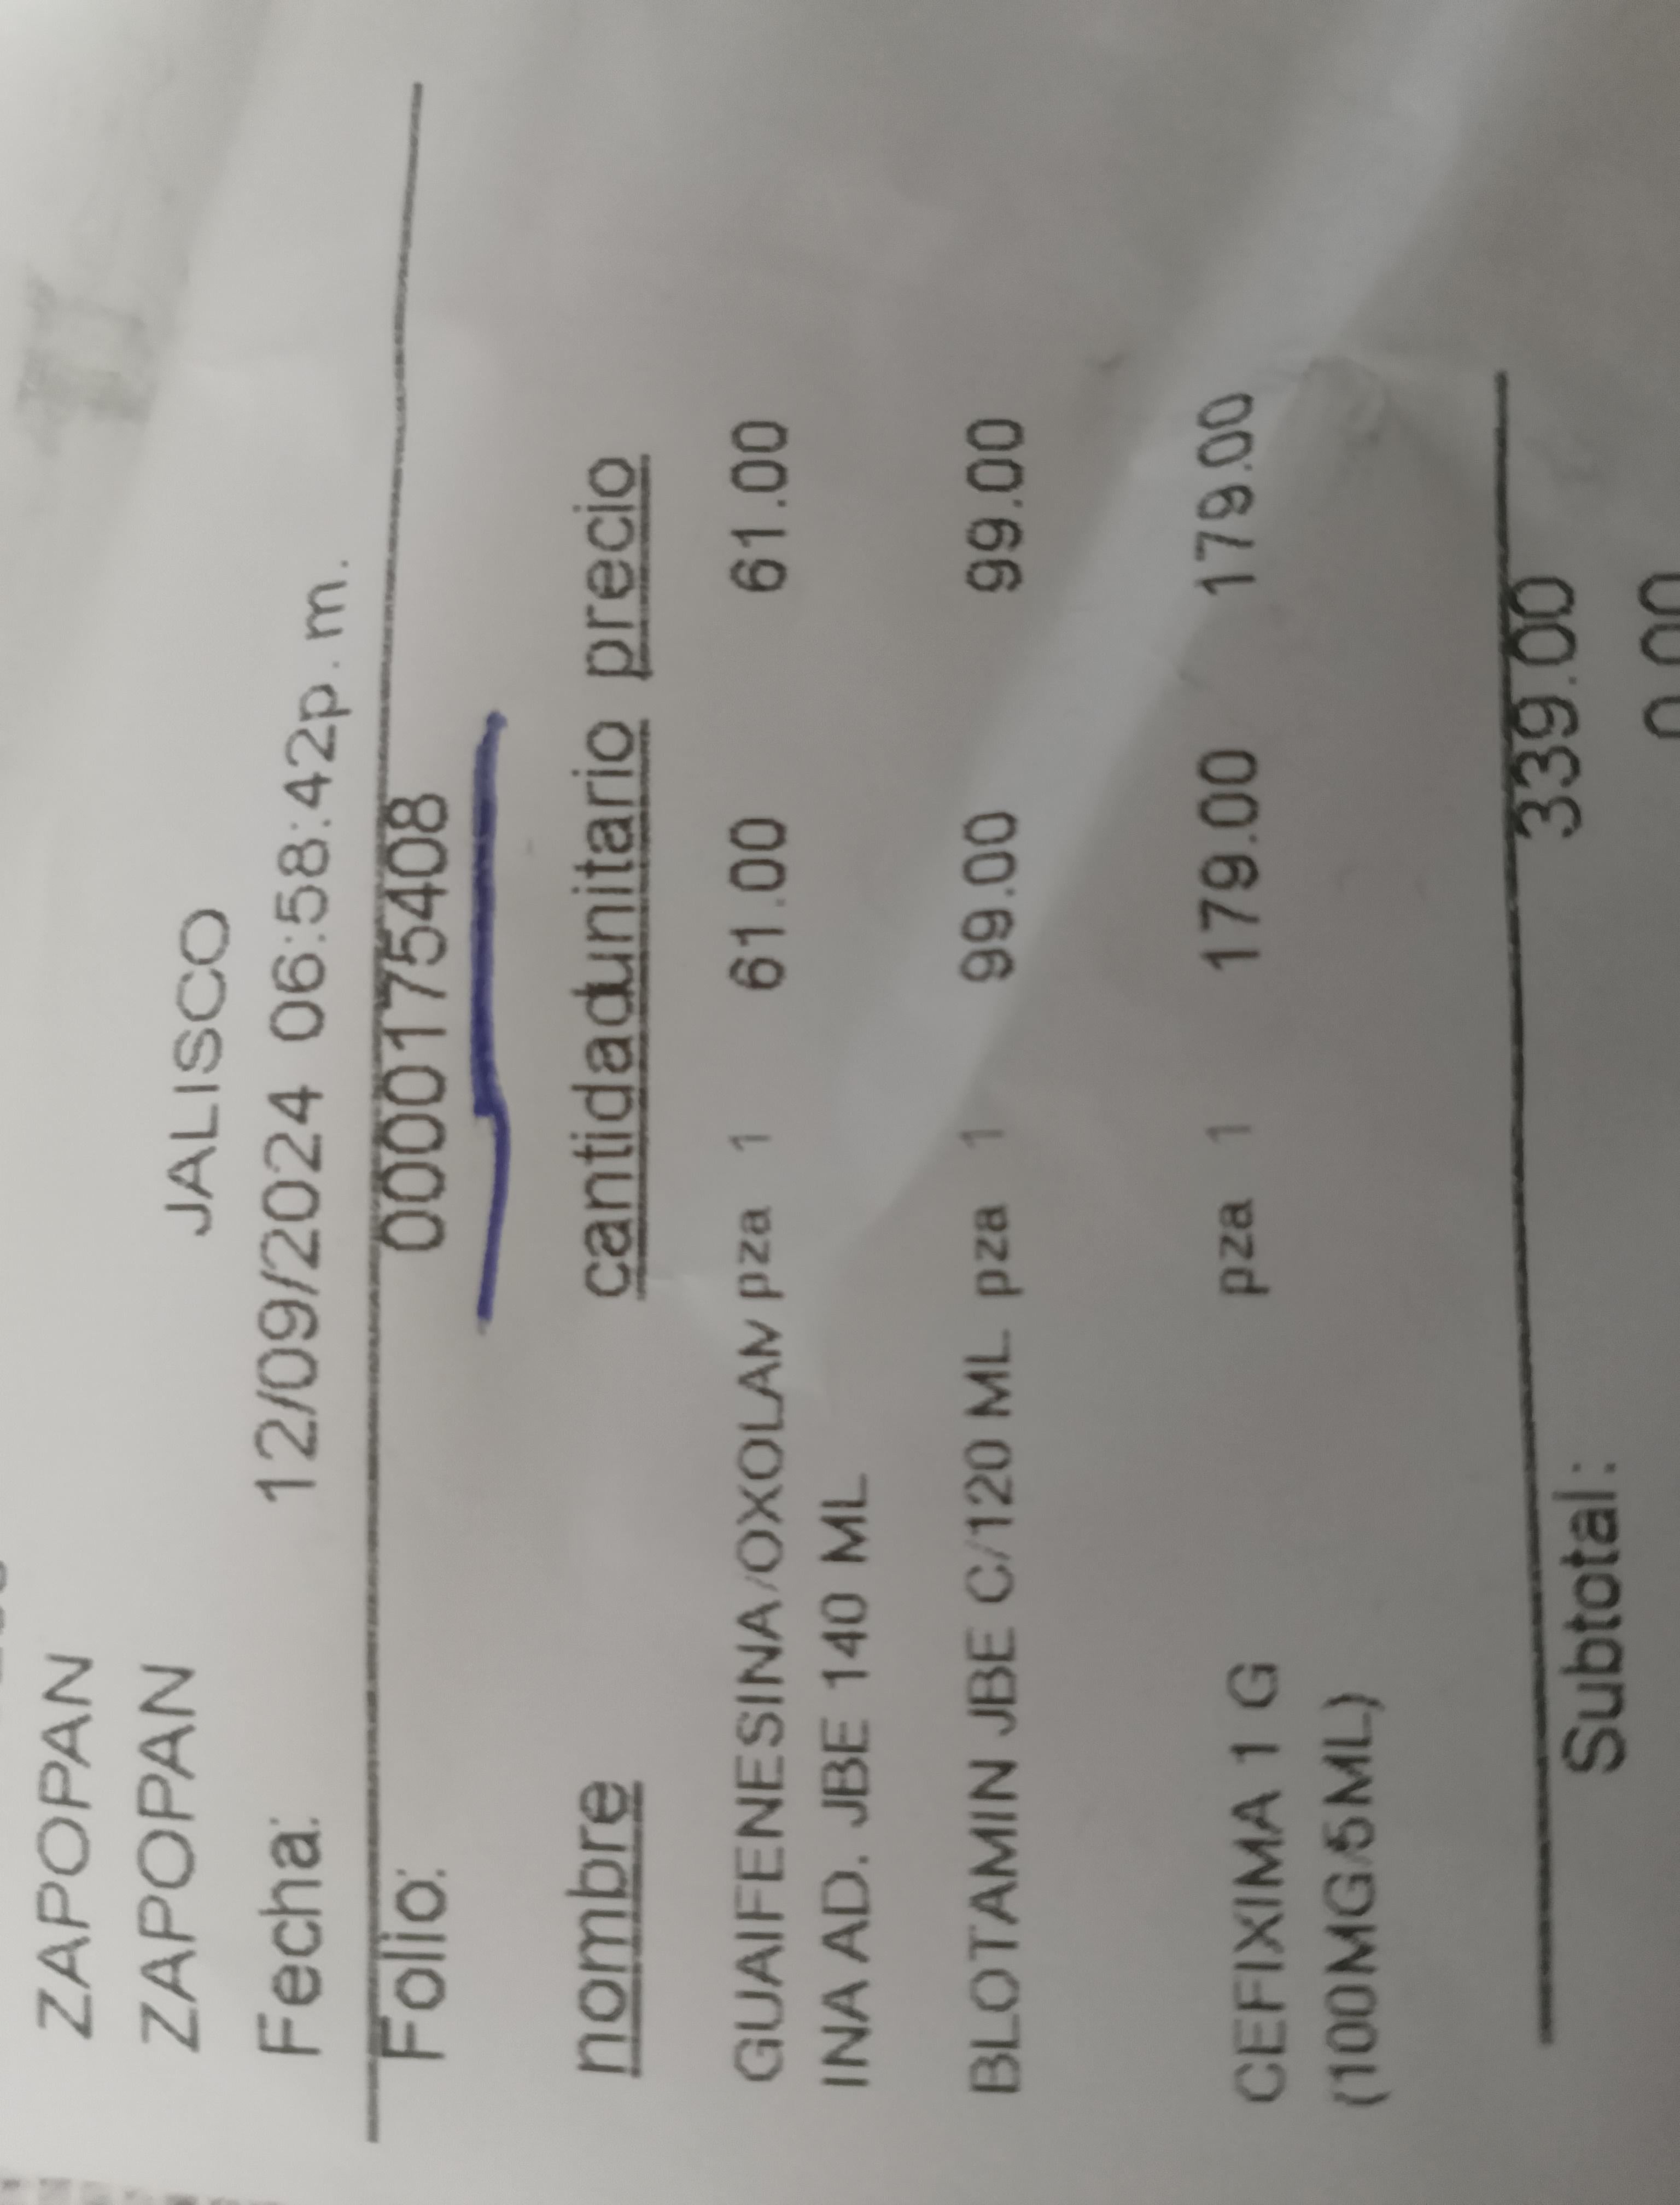 ZAPOPAN
ZAPOPAN JALISCO
Fecha: 12/09/2024 06:58:42p.m.
Folio: 0000175408
nombre cantidadunitario precio
GUAIFENESINA/OXOLAM pza 1 61.00 61.00
INA AD. JBE 140 ML
BLOTAMIN JBE C/120 ML pza 1 99.00 99.00
CEFIXIMA 1 G pza 1 179.00 179.00
(100MG/5ML)
Subtotal: 339.00
0.00